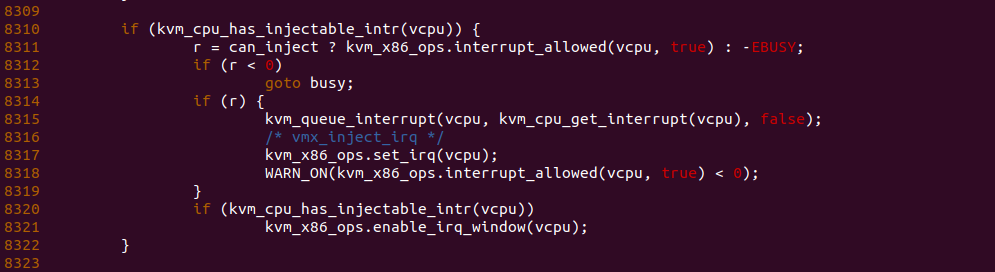 8309
8310         if (kvm_cpu_has_injectable_intr(vcpu)) {
8311                 r = can_inject ? kvm_x86_ops.interrupt_allowed(vcpu, true) : -EBUSY;
8312                 if (r < 0)
8313                         goto busy;
8314                 if (r) {
8315                         kvm_queue_interrupt(vcpu, kvm_cpu_get_interrupt(vcpu), false);
8316                         /* vmx_inject_irq */
8317                         kvm_x86_ops.set_irq(vcpu);
8318                         WARN_ON(kvm_x86_ops.interrupt_allowed(vcpu, true) < 0);
8319                 }
8320                 if (kvm_cpu_has_injectable_intr(vcpu))
8321                         kvm_x86_ops.enable_irq_window(vcpu);
8322         }
8323